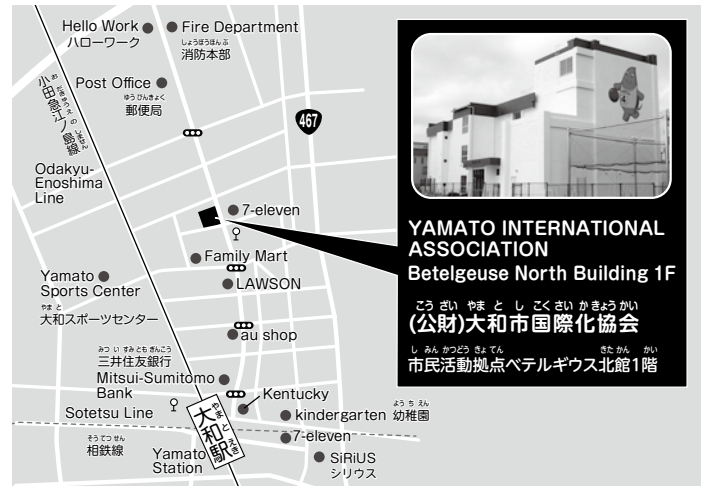 Hello Work
ハローワーク
Fire Department
しょうぼうほんぶ
消防本部
Post Office
ゆうびんきょく
郵便局
おだきゅうえのしません
小田急江ノ島線
Odakyu-
Enoshima
Line
467
7-eleven
Family Mart
LAWSON
Yamato
Sports Center
やまと
大和スポーツセンター
au shop
みついすみともぎんこう
三井住友銀行
Mitsui-Sumitomo
Bank
Kentucky
Sotetsu Line
そうてつせん
相鉄線
やまとえき
大和駅
Yamato
Station
kindergarten
ようちえん
幼稚園
7-eleven
SiRiUS
シリウス
YAMATO INTERNATIONAL
ASSOCIATION
Betelgeuse North Building 1F
こうざい やまとし こくさいかきょうかい
(公財)大和市国際化協会
しみんかつどうきょてん きたかん かい
市民活動拠点ベテルギウス北館1階